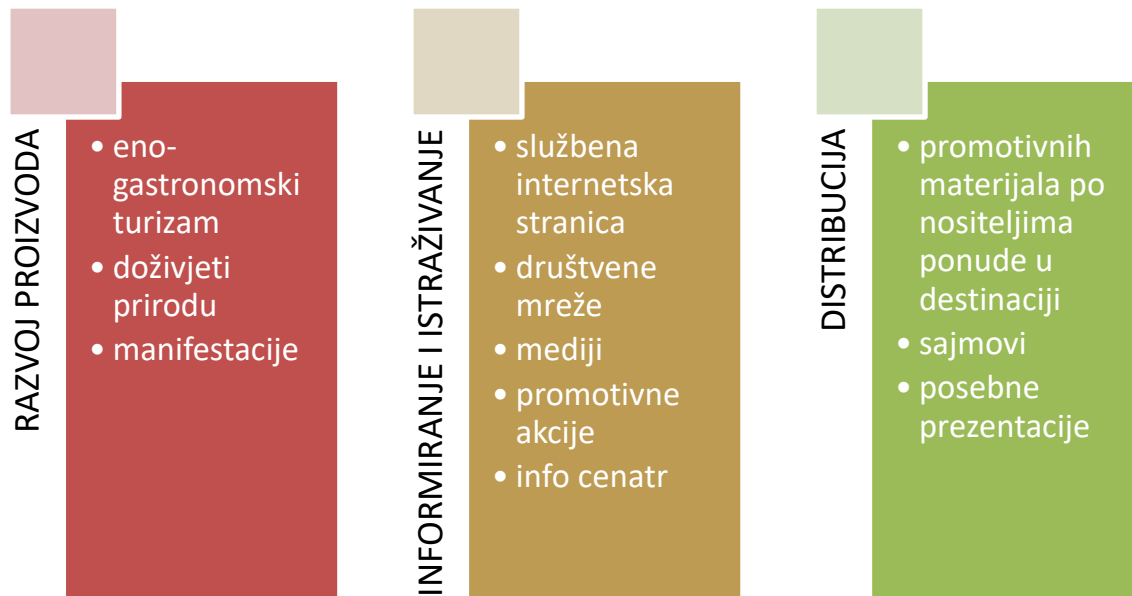 RAZVOJ PROIZVODA
• eno-
gastronomski
turizam
• doživjeti
prirodu
• manifestacije
INFORMIRANJE I ISTRAŽIVANJE
• službena
internetska
stranica
• društvene
mreže
• mediji
• promotivne
akcije
• info cenatr
DISTRIBUCIJA
• promotivnih
materijala po
nositeljima
ponude u
destinaciji
• sajmovi
• posebne
prezentacije